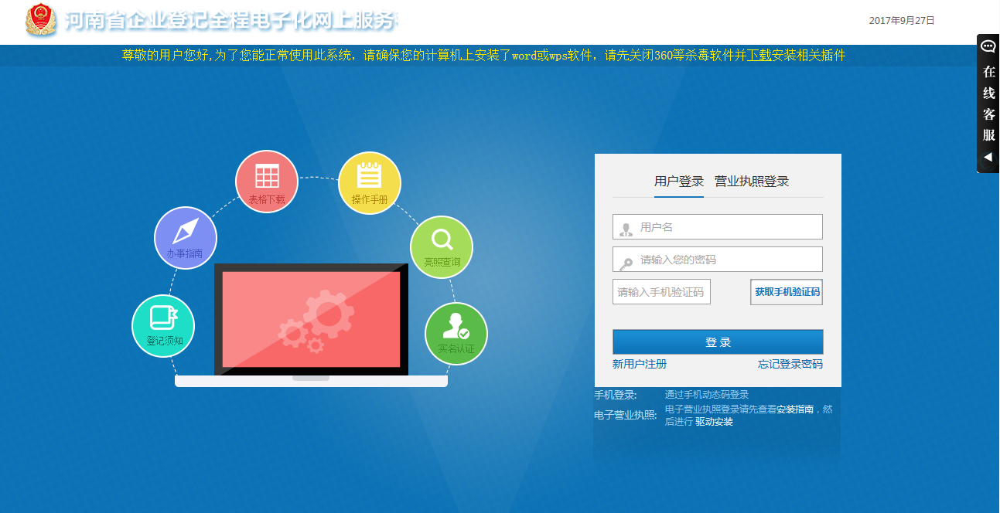 河南省企业登记全程电子化网上服务
2017年9月27日
尊敬的用户您好,为了您能正常使用此系统，请确保您的计算机上安装了word或wps软件，请先关闭360等杀毒软件并下载安装相关插件
在线客服
表格下载
操作手册
办事指南
亮照查询
登记须知
实名认证
用户登录 营业执照登录
用户名
请输入您的密码
请输入手机验证码 获取手机验证码
登 录
新用户注册 忘记登录密码
手机登录: 通过手机动态码登录
电子营业执照: 电子营业执照登录请先查看安装指南，然
后进行 驱动安装